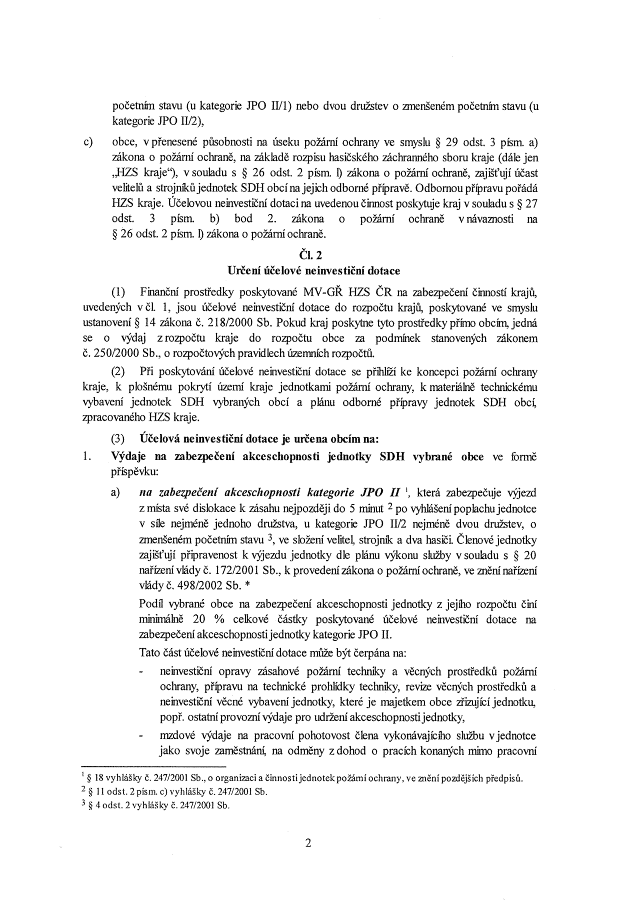 početním stavu (u kategorie JPO II/1) nebo dvou družstev o zmenšeném početním stavu (u
kategorie JPO II/2),
c) obce, v přenesené působnosti na úseku požární ochrany ve smyslu § 29 odst. 3 písm. a)
zákona o požární ochraně, na základě rozpisu hasičského záchranného sboru kraje (dále jen
„HZS kraje“), v souladu s § 26 odst. 2 písm. l) zákona o požární ochraně, zajišťují účast
velitelů a strojníků jednotek SDH obcí na jejich odborné přípravě. Odbornou přípravu pořádá
HZS kraje. Účelovou neinvestiční dotaci na uvedenou činnost poskytuje kraj v souladu s § 27
odst. 3 písm. b) bod 2. zákona o požární ochraně v návaznosti na
§ 26 odst. 2 písm. l) zákona o požární ochraně.
Čl. 2
Určení účelové neinvestiční dotace
(1) Finanční prostředky poskytované MV-GŘ HZS ČR na zabezpečení činností krajů,
uvedených v čl. 1, jsou účelové neinvestiční dotace do rozpočtu krajů, poskytované ve smyslu
ustanovení § 14 zákona č. 218/2000 Sb. Pokud kraj poskytne tyto prostředky přímo obcím, jedná
se o výdaj z rozpočtu kraje do rozpočtu obce za podmínek stanovených zákonem
č. 250/2000 Sb., o rozpočtových pravidlech územních rozpočtů.
(2) Při poskytování účelové neinvestiční dotace se přihlíží ke koncepci požární ochrany
kraje, k plošnému pokrytí území kraje jednotkami požární ochrany, k materiálně technickému
vybavení jednotek SDH vybraných obcí a plánu odborné přípravy jednotek SDH obcí,
zpracovaného HZS kraje.
(3) Účelová neinvestiční dotace je určena obcím na:
1. Výdaje na zabezpečení akceschopnosti jednotky SDH vybrané obce ve formě
příspěvku:
a) na zabezpečení akceschopnosti kategorie JPO II ¹, která zabezpečuje výjezd
z místa své dislokace k zásahu nejpozději do 5 minut ² po vyhlášení poplachu jednotce
v síle nejméně jednoho družstva, u kategorie JPO II/2 nejméně dvou družstev, o
zmenšeném početním stavu ³, ve složení velitel, strojník a dva hasiči. Členové jednotky
zajišťují připravenost k výjezdu jednotky dle plánu výkonu služby v souladu s § 20
nařízení vlády č. 172/2001 Sb., k provedení zákona o požární ochraně, ve znění nařízení
vlády č. 498/2002 Sb. *
Podíl vybrané obce na zabezpečení akceschopnosti jednotky z jejího rozpočtu činí
minimálně 20 % celkové částky poskytované účelové neinvestiční dotace na
zabezpečení akceschopnosti jednotky kategorie JPO II.
Tato část účelové neinvestiční dotace může být čerpána na:
- neinvestiční opravy zásahové požární techniky a věcných prostředků požární
ochrany, přípravu na technické prohlídky techniky, revize věcných prostředků a
neinvestiční věcné vybavení jednotky, které je majetkem obce zřizující jednotku,
popř. ostatní provozní výdaje pro udržení akceschopnosti jednotky,
- mzdové výdaje na pracovní pohotovost člena vykonávajícího službu v jednotce
jako svoje zaměstnání, na odměny z dohod o pracích konaných mimo pracovní
¹ § 18 vyhlášky č. 247/2001 Sb., o organizaci a činnosti jednotek požární ochrany, ve znění pozdějších předpisů.
² § 11 odst. 2 písm. c) vyhlášky č. 247/2001 Sb.
³ § 4 odst. 2 vyhlášky č. 247/2001 Sb.
2